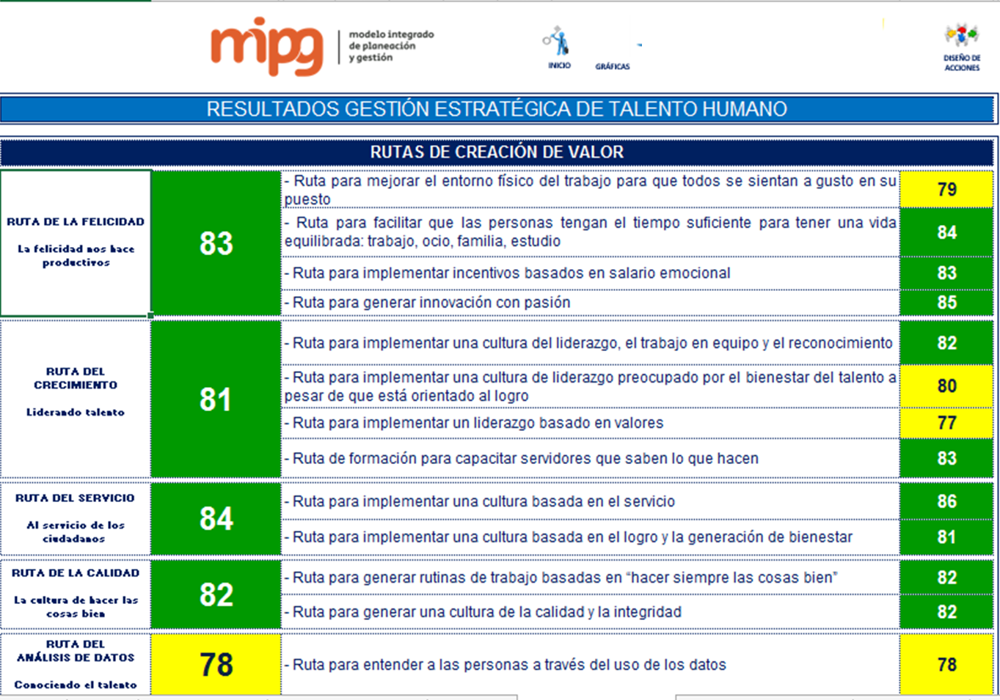 mipg
modelo integrado
de planeación
y gestión
INICIO
GRÁFICAS
DISEÑO DE
ACCIONES
RESULTADOS GESTIÓN ESTRATÉGICA DE TALENTO HUMANO
RUTAS DE CREACIÓN DE VALOR
RUTA DE LA FELICIDAD
La felicidad nos hace
productivos
83
- Ruta para mejorar el entorno físico del trabajo para que todos se sientan a gusto en su
puesto
79
- Ruta para facilitar que las personas tengan el tiempo suficiente para tener una vida
equilibrada: trabajo, ocio, familia, estudio
84
- Ruta para implementar incentivos basados en salario emocional
83
- Ruta para generar innovación con pasión
85
RUTA DEL
CRECIMIENTO
Liderando talento
81
- Ruta para implementar una cultura del liderazgo, el trabajo en equipo y el reconocimiento
82
- Ruta para implementar una cultura de liderazgo preocupado por el bienestar del talento a
pesar de que está orientado al logro
80
- Ruta para implementar un liderazgo basado en valores
77
- Ruta de formación para capacitar servidores que saben lo que hacen
83
RUTA DEL SERVICIO
Al servicio de los
ciudadanos
84
- Ruta para implementar una cultura basada en el servicio
86
- Ruta para implementar una cultura basada en el logro y la generación de bienestar
81
RUTA DE LA CALIDAD
La cultura de hacer las
cosas bien
82
- Ruta para generar rutinas de trabajo basadas en “hacer siempre las cosas bien”
82
- Ruta para generar una cultura de la calidad y la integridad
82
RUTA DEL
ANÁLISIS DE DATOS
Conociendo el talento
78
- Ruta para entender a las personas a través del uso de los datos
78